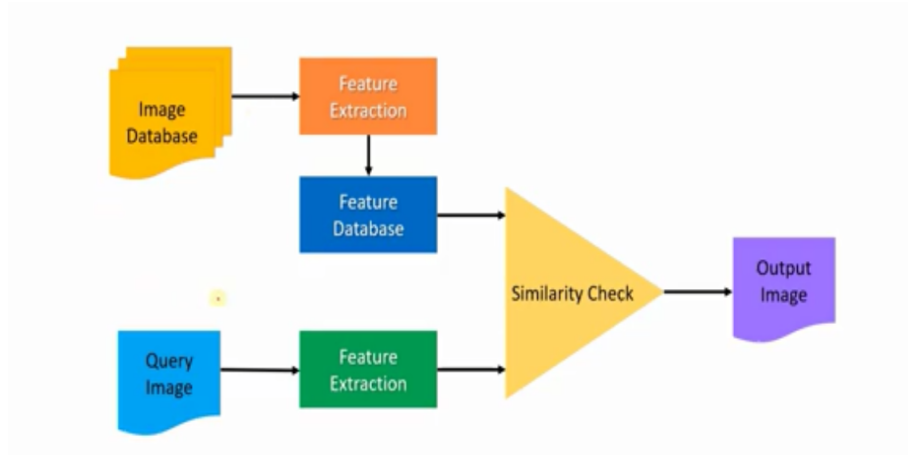 Image
Database
Feature
Extraction
Feature
Database
Similarity Check
Output
Image
Query
Image
Feature
Extraction